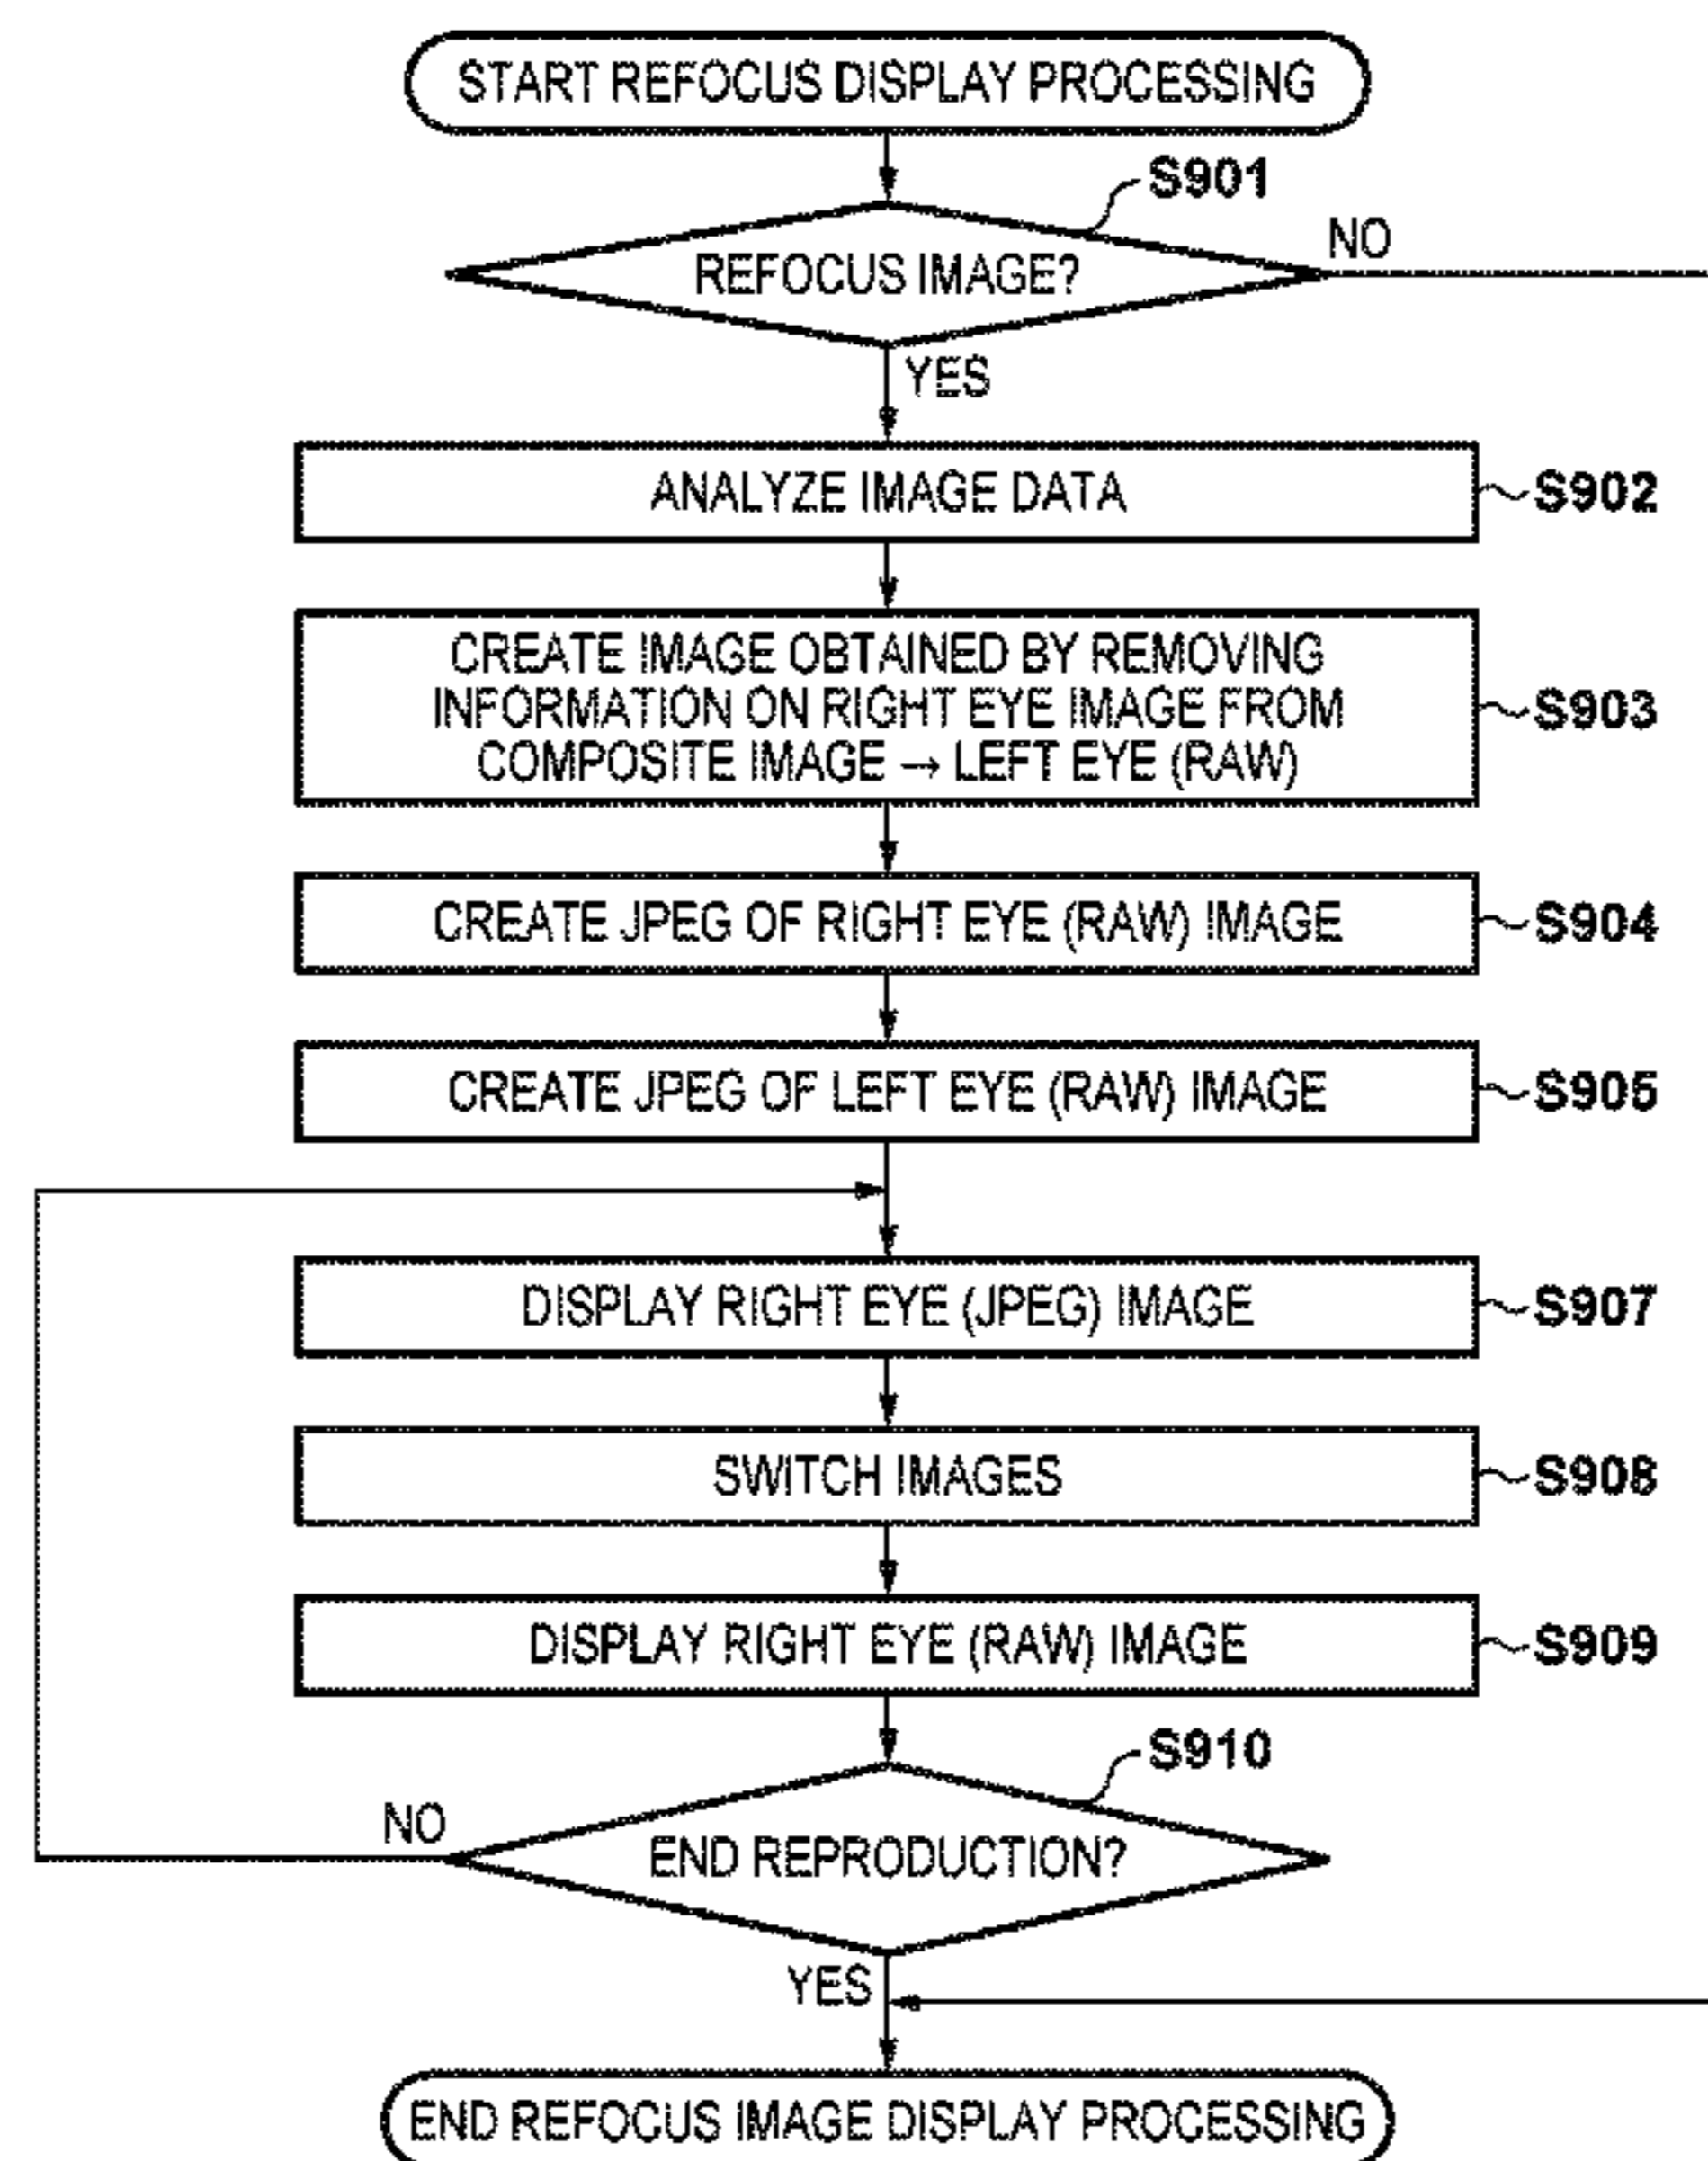 START REFOCUS DISPLAY PROCESSING
S901
REFOCUS IMAGE?
NO
YES
ANALYZE IMAGE DATA
S902
CREATE IMAGE OBTAINED BY REMOVING
INFORMATION ON RIGHT EYE IMAGE FROM
COMPOSITE IMAGE → LEFT EYE (RAW)
S903
CREATE JPEG OF RIGHT EYE (RAW) IMAGE
S904
CREATE JPEG OF LEFT EYE (RAW) IMAGE
S905
DISPLAY RIGHT EYE (JPEG) IMAGE
S907
SWITCH IMAGES
S908
DISPLAY RIGHT EYE (RAW) IMAGE
S909
S910
NO
END REPRODUCTION?
YES
END REFOCUS IMAGE DISPLAY PROCESSING